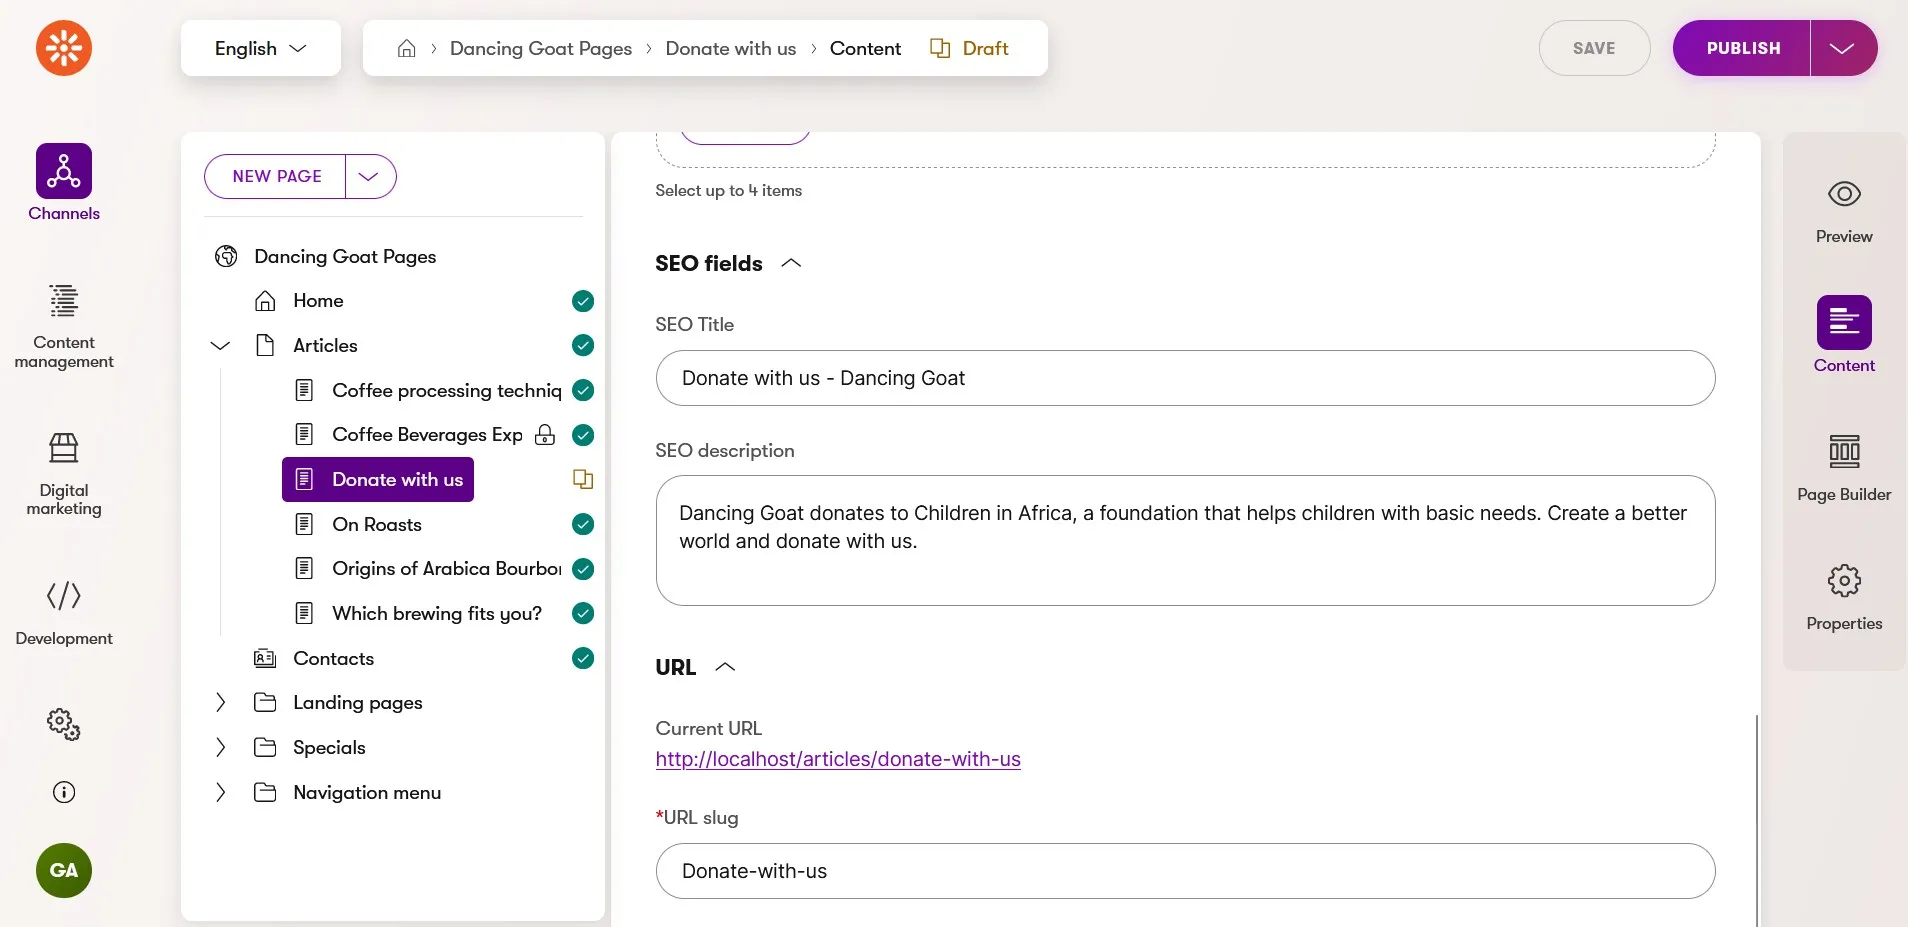 English
Dancing Goat Pages › Donate with us › Content Draft
SAVE
PUBLISH
Channels
Content
management
Digital
marketing
Development
GA
NEW PAGE
Dancing Goat Pages
Home
Articles
Coffee processing techniq
Coffee Beverages Exp
Donate with us
On Roasts
Origins of Arabica Bourbon
Which brewing fits you?
Contacts
Landing pages
Specials
Navigation menu
Select up to 4 items
SEO fields
SEO Title
Donate with us - Dancing Goat
SEO description
Dancing Goat donates to Children in Africa, a foundation that helps children with basic needs. Create a better
world and donate with us.
URL
Current URL
http://localhost/articles/donate-with-us
*URL slug
Donate-with-us
Preview
Content
Page Builder
Properties